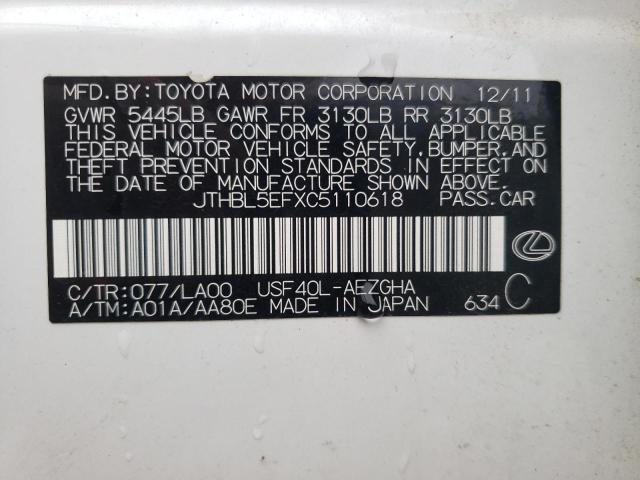 MFD. BY: TOYOTA MOTOR CORPORATION 12/11
GVWR 5445LB GAWR FR 3130LB RR 3130LB
THIS VEHICLE CONFORMS TO ALL APPLICABLE
FEDERAL MOTOR VEHICLE SAFETY, BUMPER, AND
THEFT PREVENTION STANDARDS IN EFFECT ON
THE DATE OF MANUFACTURE SHOWN ABOVE.
JTHBL5EFXC5110618 PASS. CAR
C/TR: 077/LA00 USF40L-AEZGHA
A/TM: A01A/AA80E MADE IN JAPAN 634 C